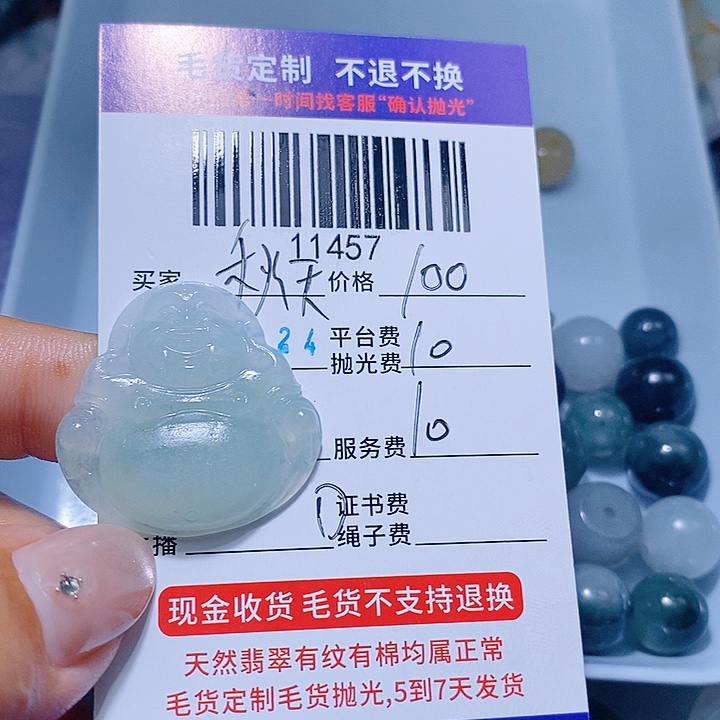 毛货定制 不退不换
一时间找客服“确认抛光”
11457
买家 秋天 价格 100
24 平台费 抛光费 10
服务费 10
播 证书费 绳子费
现金收货 毛货不支持退换
天然翡翠有纹有棉均属正常
毛货定制毛货抛光,5到7天发货